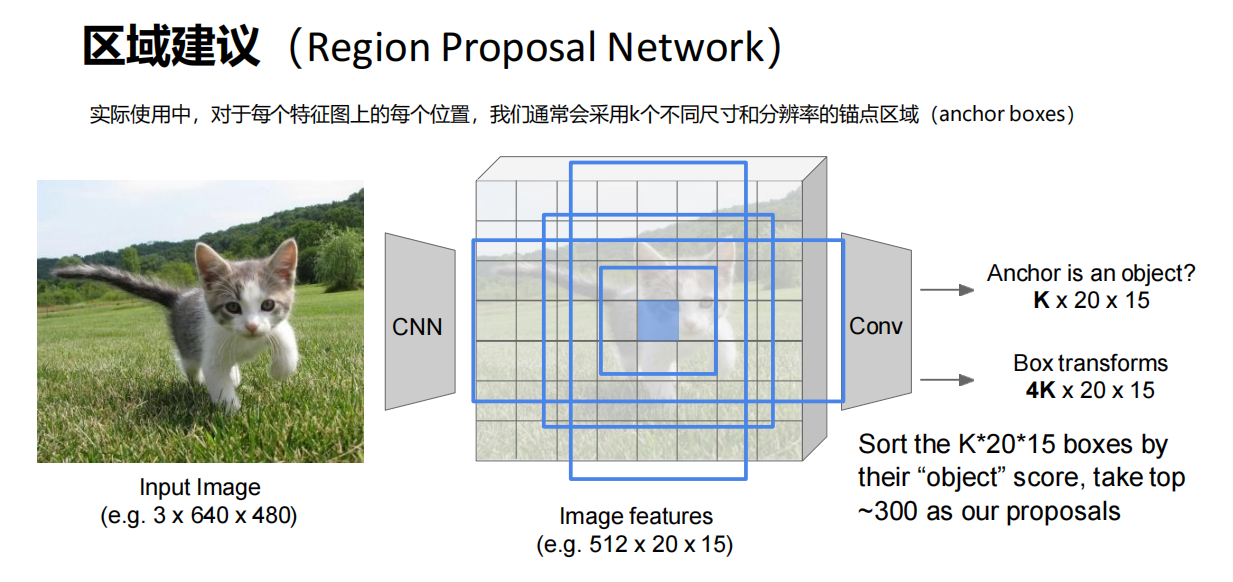 区域建议（Region Proposal Network）
实际使用中，对于每个特征图上的每个位置，我们通常会采用k个不同尺寸和分辨率的锚点区域（anchor boxes）
CNN
Conv
Anchor is an object?
K x 20 x 15
Box transforms
4K x 20 x 15
Sort the K*20*15 boxes by
their “object” score, take top
~300 as our proposals
Input Image
(e.g. 3 x 640 x 480)
Image features
(e.g. 512 x 20 x 15)